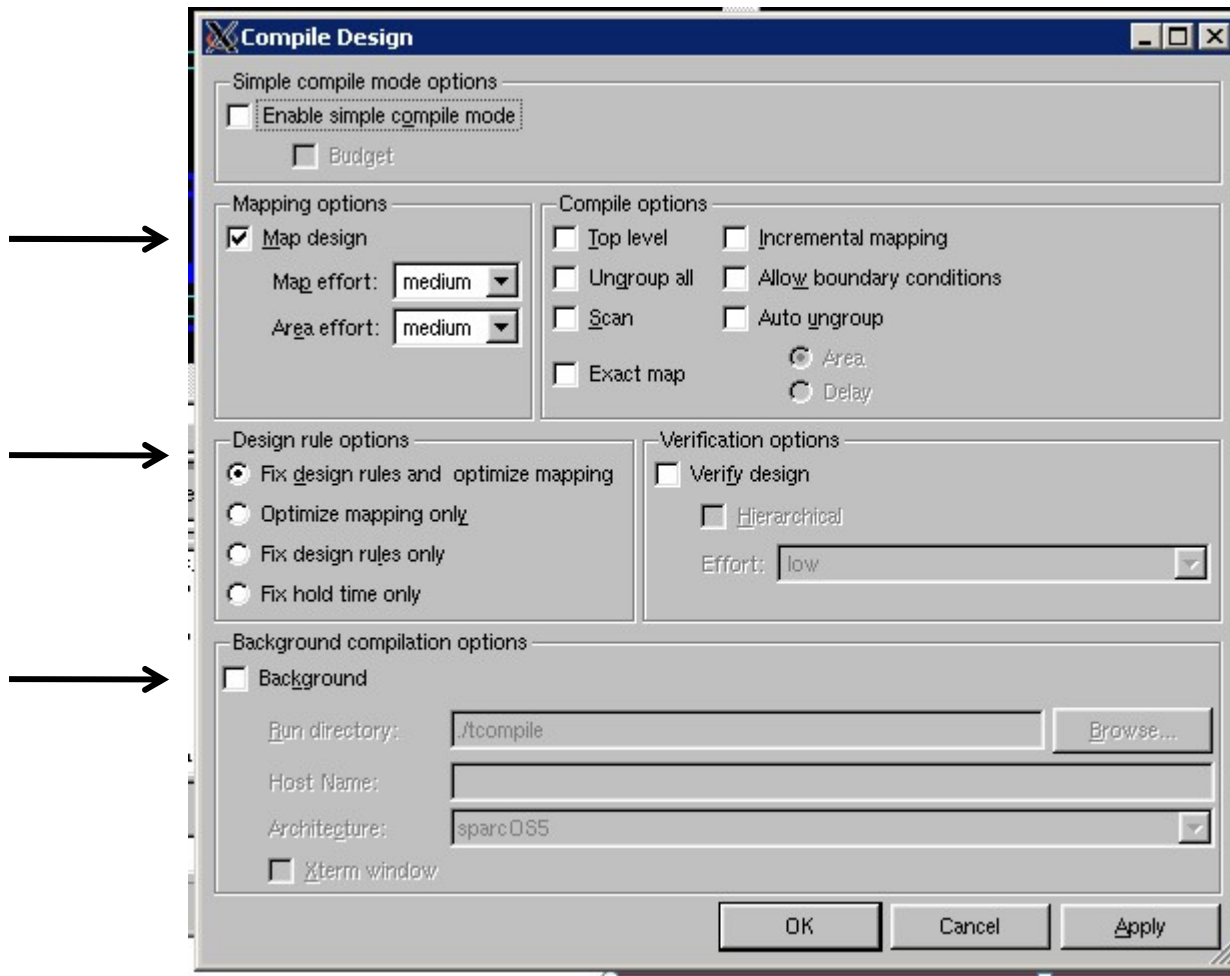 Compile Design
Simple compile mode options
Enable simple compile mode
Budget
Mapping options
Map design
Map effort: medium
Area effort: medium
Compile options
Top level
Incremental mapping
Ungroup all
Allow boundary conditions
Scan
Auto ungroup
Area
Exact map
Delay
Design rule options
Fix design rules and optimize mapping
Optimize mapping only
Fix design rules only
Fix hold time only
Verification options
Verify design
Hierarchical
Effort: low
Background compilation options
Background
Run directory: ./tcompile Browse...
Host Name:
Architecture: sparcOS5
Xterm window
OK Cancel Apply